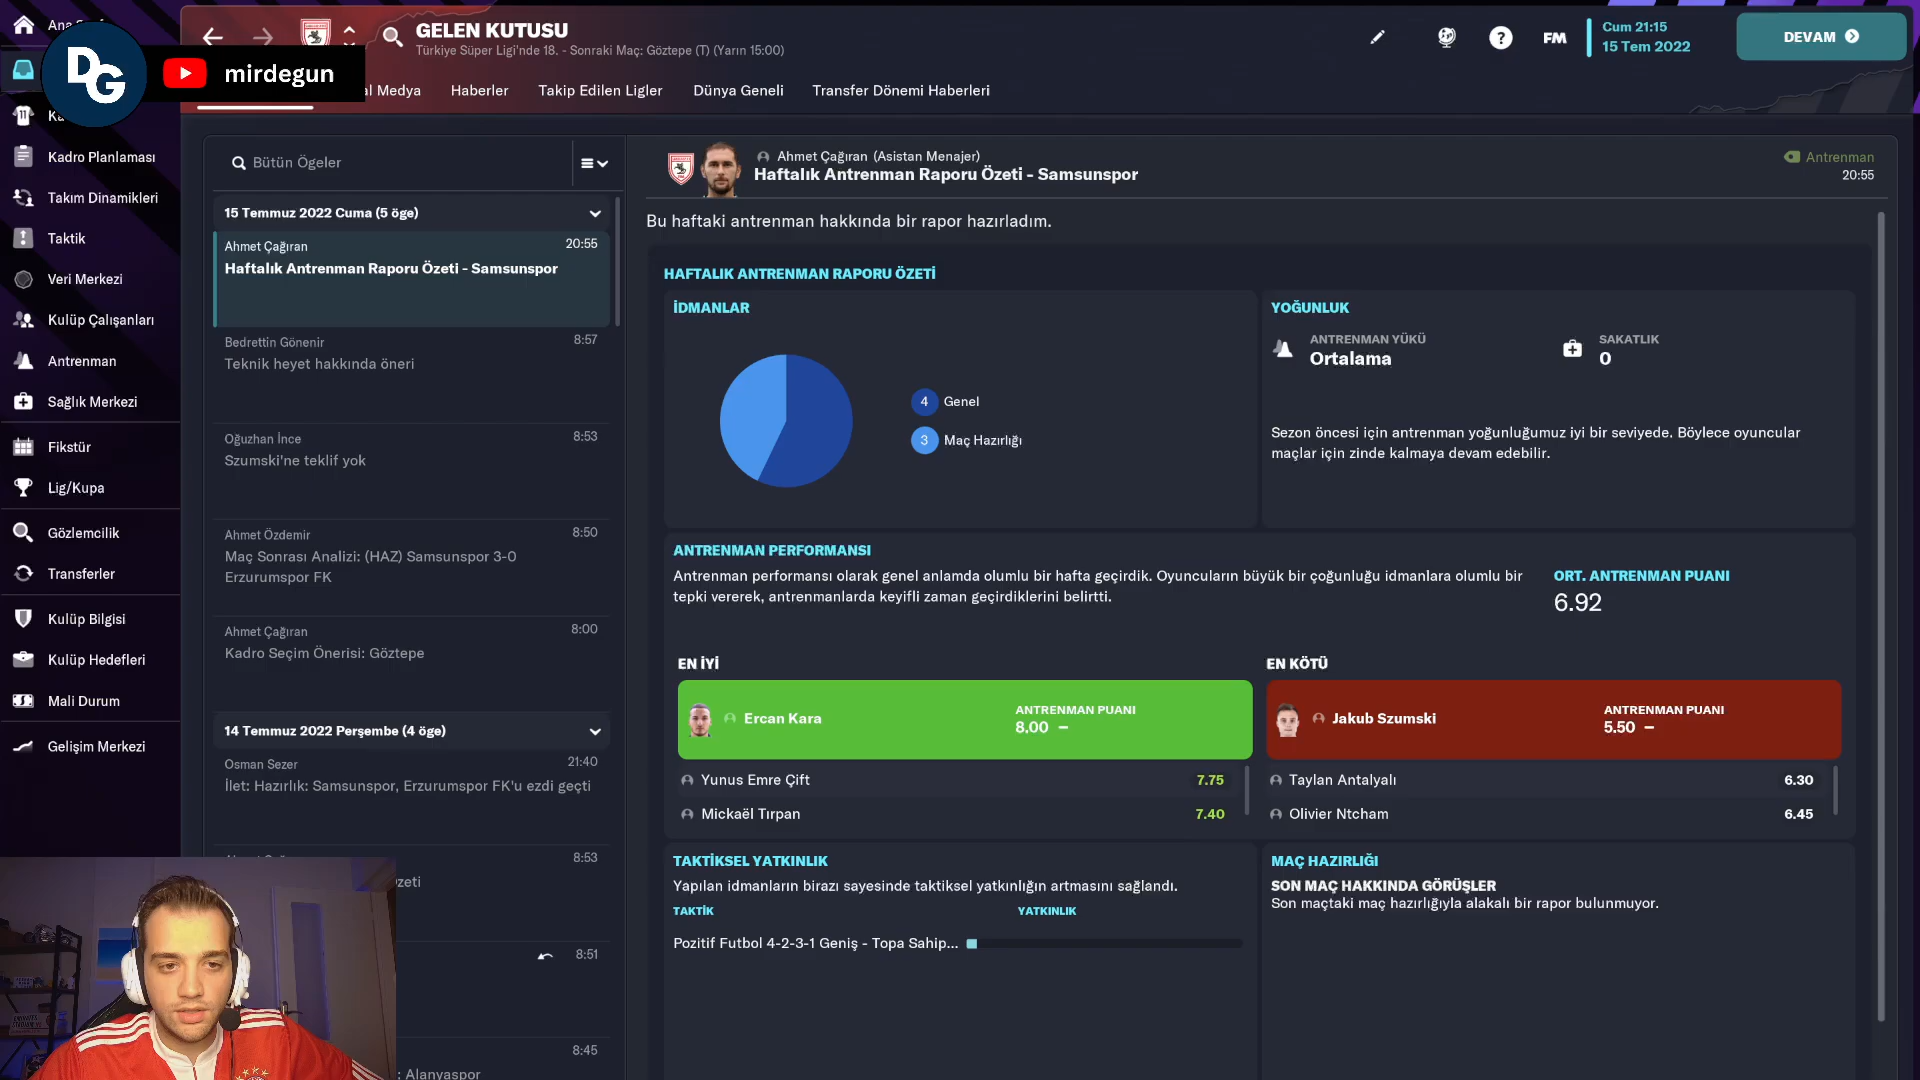 GELEN KUTUSU
Türkiye Süper Ligi'nde 18. - Sonraki Maç: Göztepe (T) (Yarın 15:00)
FM
Cum 21:15
15 Tem 2022
DEVAM
DG
mirdegun
al Medya
Haberler
Takip Edilen Ligler
Dünya Geneli
Transfer Dönemi Haberleri
Kadro Planlaması
Takım Dinamikleri
Taktik
Veri Merkezi
Kulüp Çalışanları
Antrenman
Sağlık Merkezi
Fikstür
Lig/Kupa
Gözlemcilik
Transferler
Kulüp Bilgisi
Kulüp Hedefleri
Mali Durum
Gelişim Merkezi
Bütün Ögeler
15 Temmuz 2022 Cuma (5 öge)
Ahmet Çağıran 20:55
Haftalık Antrenman Raporu Özeti - Samsunspor
Bedrettin Gönenir 8:57
Teknik heyet hakkında öneri
Oğuzhan İnce 8:53
Szumski'ne teklif yok
Ahmet Özdemir 8:50
Maç Sonrası Analizi: (HAZ) Samsunspor 3-0
Erzurumspor FK
Ahmet Çağıran 8:00
Kadro Seçim Önerisi: Göztepe
14 Temmuz 2022 Perşembe (4 öge)
Osman Sezer 21:40
İlet: Hazırlık: Samsunspor, Erzurumspor FK'u ezdi geçti
8:53
zeti
8:51
8:45
: Alanyaspor
Ahmet Çağıran (Asistan Menajer)
Haftalık Antrenman Raporu Özeti - Samsunspor
Antrenman
20:55
Bu haftaki antrenman hakkında bir rapor hazırladım.
HAFTALIK ANTRENMAN RAPORU ÖZETİ
İDMANLAR
4 Genel
3 Maç Hazırlığı
YOĞUNLUK
ANTRENMAN YÜKÜ
Ortalama
SAKATLIK
0
Sezon öncesi için antrenman yoğunluğumuz iyi bir seviyede. Böylece oyuncular
maçlar için zinde kalmaya devam edebilir.
ANTRENMAN PERFORMANSI
Antrenman performansı olarak genel anlamda olumlu bir hafta geçirdik. Oyuncuların büyük bir çoğunluğu idmanlara olumlu bir
tepki vererek, antrenmanlarda keyifli zaman geçirdiklerini belirtti.
ORT. ANTRENMAN PUANI
6.92
EN İYİ
Ercan Kara
ANTRENMAN PUANI
8.00 –
Yunus Emre Çift 7.75
Mickaël Tırpan 7.40
EN KÖTÜ
Jakub Szumski
ANTRENMAN PUANI
5.50 –
Taylan Antalyalı 6.30
Olivier Ntcham 6.45
TAKTİKSEL YATKINLIK
Yapılan idmanların birazı sayesinde taktiksel yatkınlığın artmasını sağlandı.
TAKTİK YATKINLIK
Pozitif Futbol 4-2-3-1 Geniş - Topa Sahip...
MAÇ HAZIRLIĞI
SON MAÇ HAKKINDA GÖRÜŞLER
Son maçtaki maç hazırlığıyla alakalı bir rapor bulunmuyor.